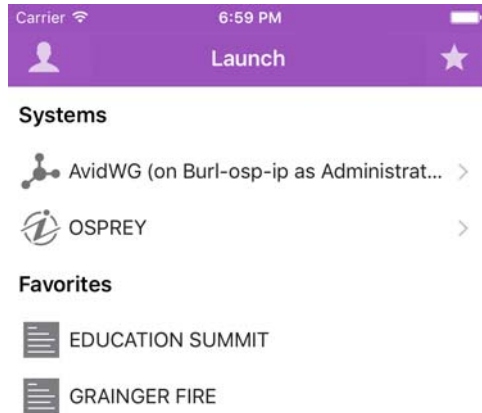 Carrier 6:59 PM
Launch
Systems
AvidWG (on Burl-osp-ip as Administrat...
OSPREY
Favorites
EDUCATION SUMMIT
GRAINGER FIRE